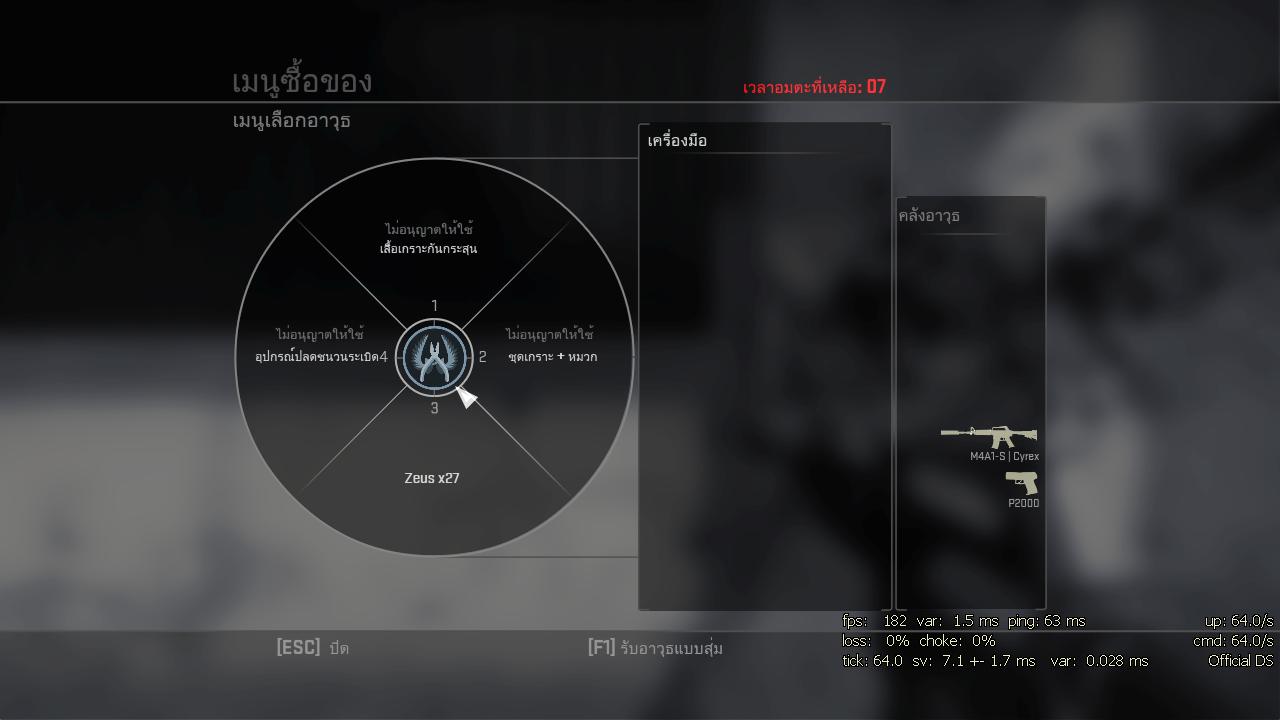 เมนูซื้อของ
เวลาอมตะที่เหลือ: 07
เมนูเลือกอาวุธ
เครื่องมือ
คลังอาวุธ
ไม่อนุญาตให้ใช้
เสื้อเกราะกันกระสุน
1
ไม่อนุญาตให้ใช้
อุปกรณ์ปลดชนวนระเบิด 4
ไม่อนุญาตให้ใช้
2 ชุดเกราะ + หมวก
3
Zeus x27
M4A1-S | Cyrex
P2000
[ESC] ปิด
[F1] รับอาวุธแบบสุ่ม
fps: 182 var: 1.5 ms ping: 63 ms up: 64.0/s
loss: 0% choke: 0% cmd: 64.0/s
tick: 64.0 sv: 7.1 +- 1.7 ms var: 0.028 ms Official DS